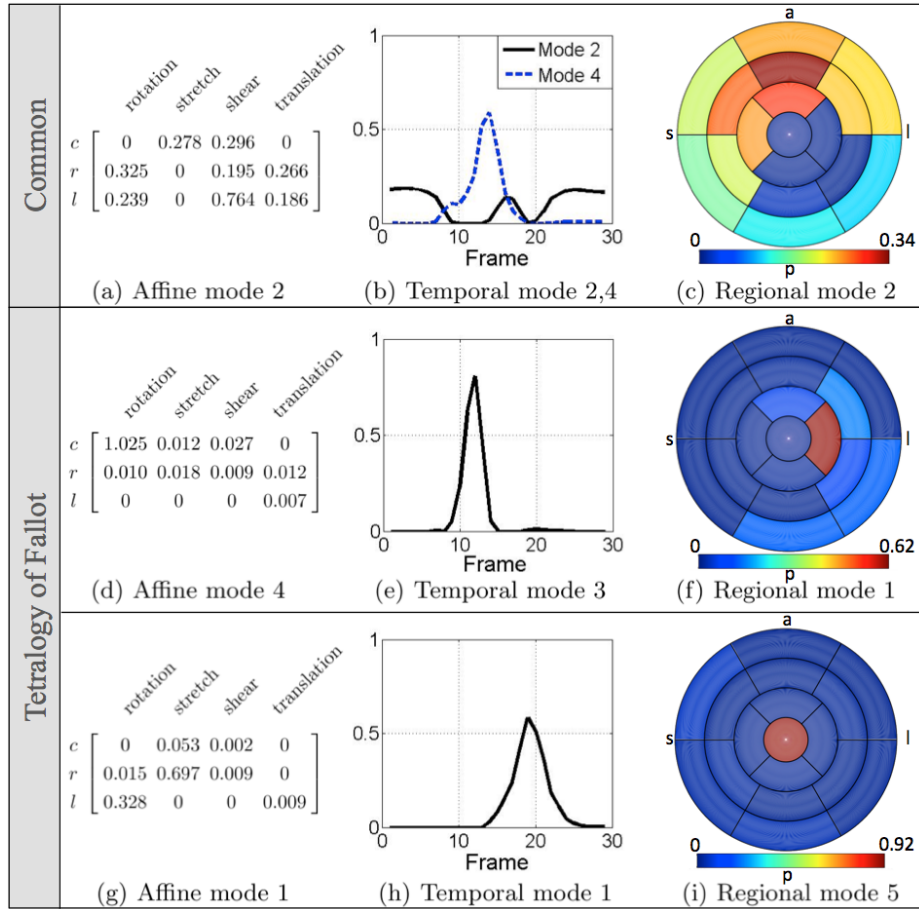 Common
rotation stretch shear translation
c 0 0.278 0.296 0
r 0.325 0 0.195 0.266
l 0.239 0 0.764 0.186
(a) Affine mode 2
1
0.5
0
0 10 20 30
Frame
Mode 2
Mode 4
(b) Temporal mode 2,4
a
s
l
p
0 0.34
(c) Regional mode 2
Tetralogy of Fallot
rotation stretch shear translation
c 1.025 0.012 0.027 0
r 0.010 0.018 0.009 0.012
l 0 0 0 0.007
(d) Affine mode 4
1
0.5
0
0 10 20 30
Frame
(e) Temporal mode 3
a
s
l
p
0 0.62
(f) Regional mode 1
rotation stretch shear translation
c 0 0.053 0.002 0
r 0.015 0.697 0.009 0
l 0.328 0 0 0.009
(g) Affine mode 1
1
0.5
0
0 10 20 30
Frame
(h) Temporal mode 1
a
s
l
p
0 0.92
(i) Regional mode 5